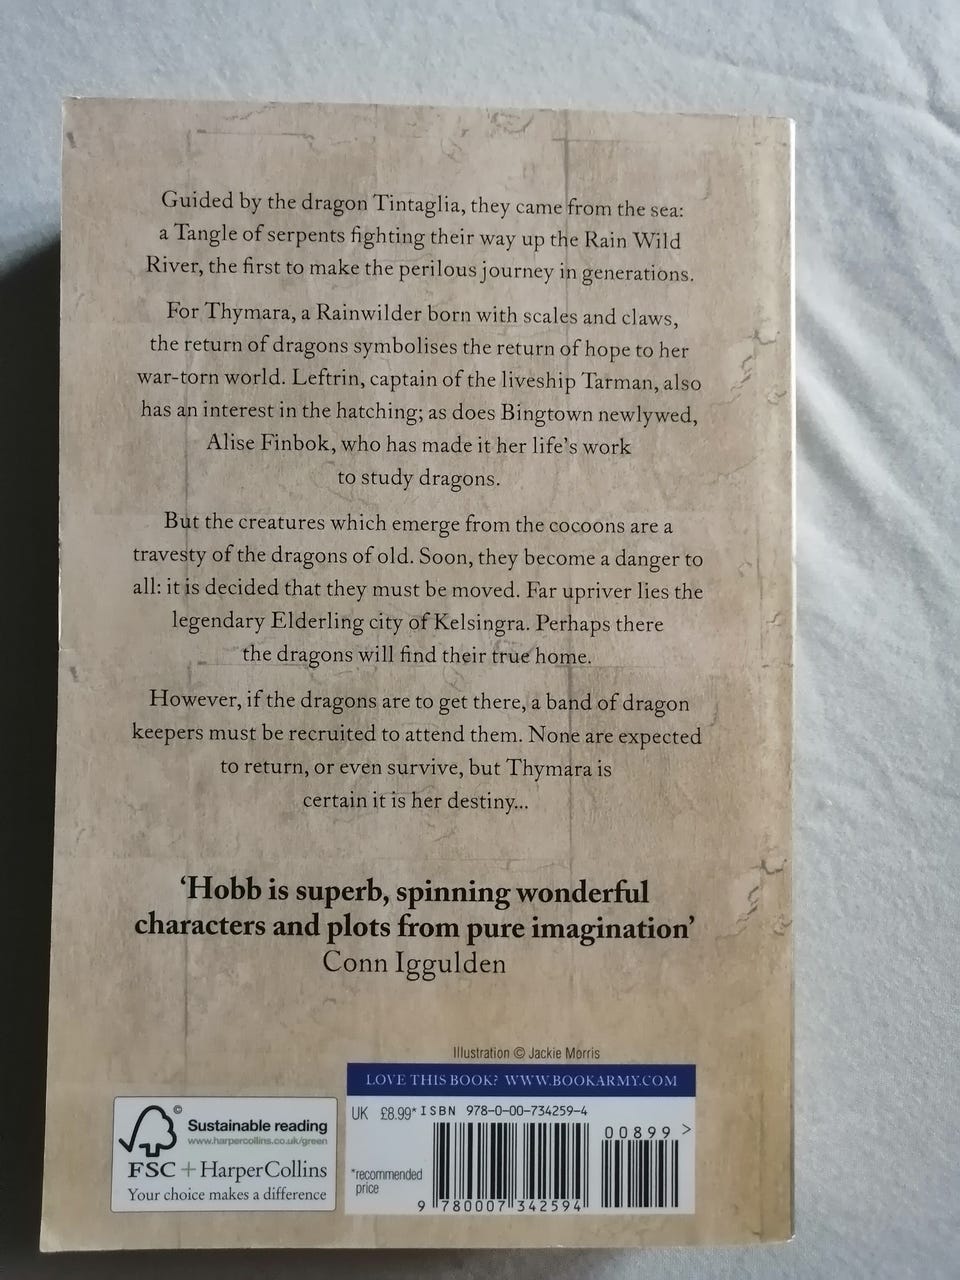 Guided by the dragon Tintaglia, they came from the sea:
a Tangle of serpents fighting their way up the Rain Wild
River, the first to make the perilous journey in generations.
For Thymara, a Rainwilder born with scales and claws,
the return of dragons symbolises the return of hope to her
war-torn world. Leftrin, captain of the liveship Tarman, also
has an interest in the hatching; as does Bingtown newlywed,
Alise Finbok, who has made it her life's work
to study dragons.
But the creatures which emerge from the cocoons are a
travesty of the dragons of old. Soon, they become a danger to
all: it is decided that they must be moved. Far upriver lies the
legendary Elderling city of Kelsingra. Perhaps there
the dragons will find their true home.
However, if the dragons are to get there, a band of dragon
keepers must be recruited to attend them. None are expected
to return, or even survive, but Thymara is
certain it is her destiny...
‘Hobb is superb, spinning wonderful
characters and plots from pure imagination’
Conn Iggulden
Illustration © Jackie Morris
LOVE THIS BOOK? WWW.BOOKARMY.COM
©
Sustainable reading
www.harpercollins.co.uk/green
FSC + HarperCollins
Your choice makes a difference
UK £8.99* ISBN 978-0-00-734259-4
00899 >
*recommended
price
9 780007 342594